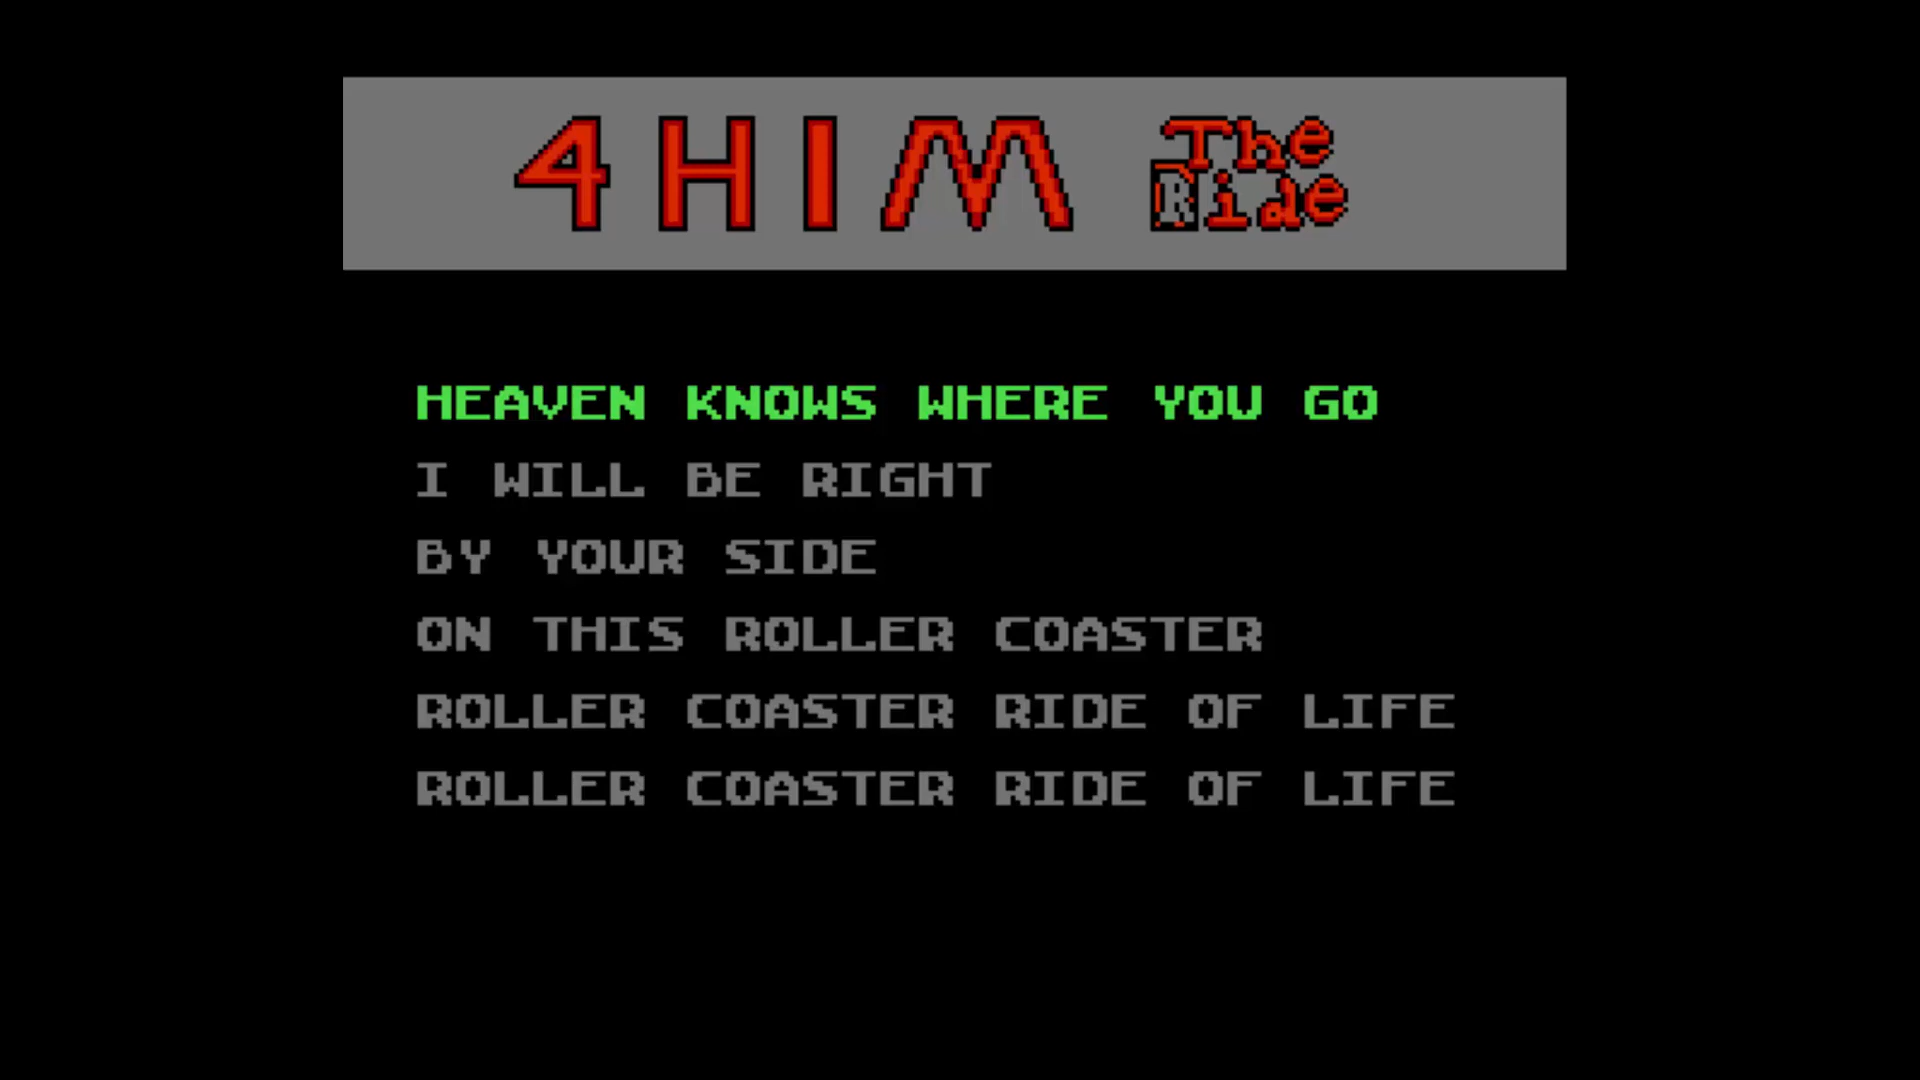 4HIM The Ride
HEAVEN KNOWS WHERE YOU GO
I WILL BE RIGHT
BY YOUR SIDE
ON THIS ROLLER COASTER
ROLLER COASTER RIDE OF LIFE
ROLLER COASTER RIDE OF LIFE